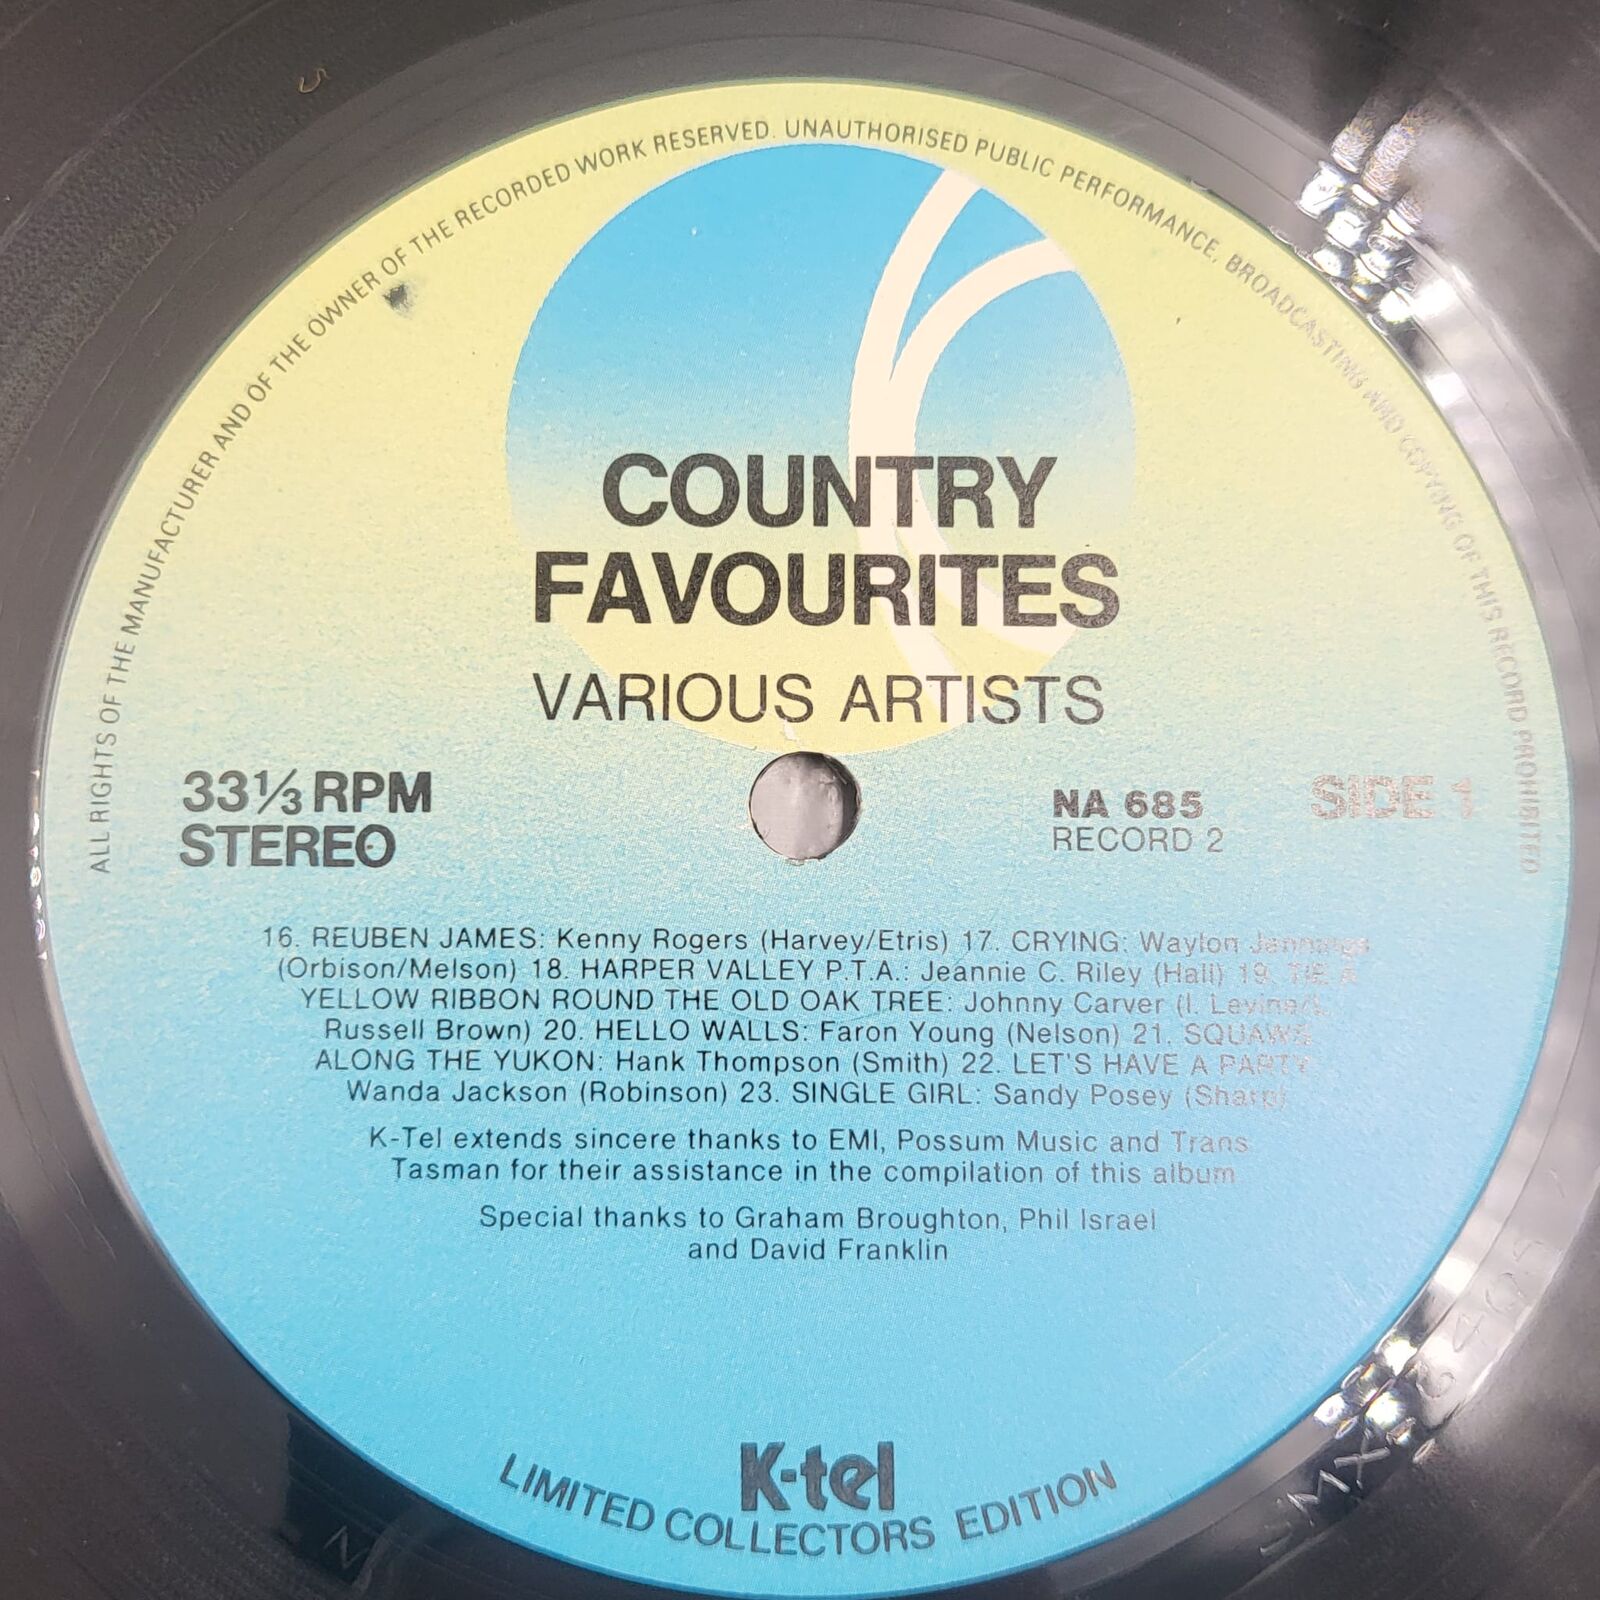 ALL RIGHTS OF THE MANUFACTURER AND OF THE OWNER OF THE RECORDED WORK RESERVED. UNAUTHORISED PUBLIC PERFORMANCE, BROADCASTING AND COPYING OF THIS RECORD PROHIBITED
COUNTRY
FAVOURITES
VARIOUS ARTISTS
33⅓ RPM
STEREO
NA 685
RECORD 2
SIDE 1
16. REUBEN JAMES: Kenny Rogers (Harvey/Etris) 17. CRYING: Waylon Jennings
(Orbison/Melson) 18. HARPER VALLEY P.T.A.: Jeannie C. Riley (Hall) 19. TIE A
YELLOW RIBBON ROUND THE OLD OAK TREE: Johnny Carver (I. Levine/L.
Russell Brown) 20. HELLO WALLS: Faron Young (Nelson) 21. SQUAWS
ALONG THE YUKON: Hank Thompson (Smith) 22. LET'S HAVE A PARTY:
Wanda Jackson (Robinson) 23. SINGLE GIRL: Sandy Posey (Sharp)
K-Tel extends sincere thanks to EMI, Possum Music and Trans
Tasman for their assistance in the compilation of this album
Special thanks to Graham Broughton, Phil Israel
and David Franklin
K-tel
LIMITED COLLECTORS EDITION